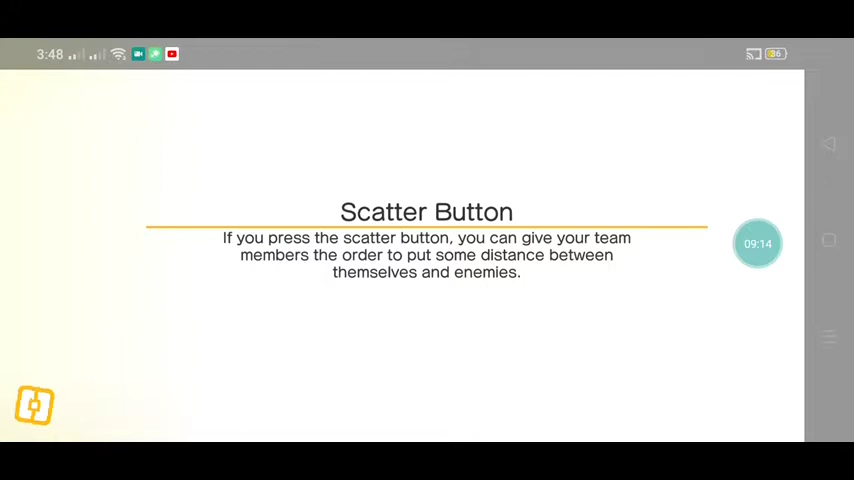 3:48
36
Scatter Button
If you press the scatter button, you can give your team
members the order to put some distance between
themselves and enemies.
09:14